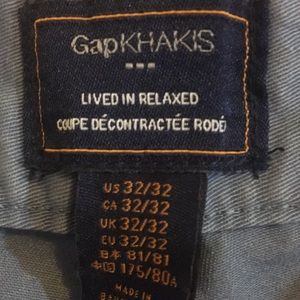 GapKHAKIS
LIVED IN RELAXED
COUPE DÉCONTRACTÉE RODÉ
US 32/32
CA 32/32
UK 32/32
EU 32/32
日本 81/81
中国 175/80A
MADE IN